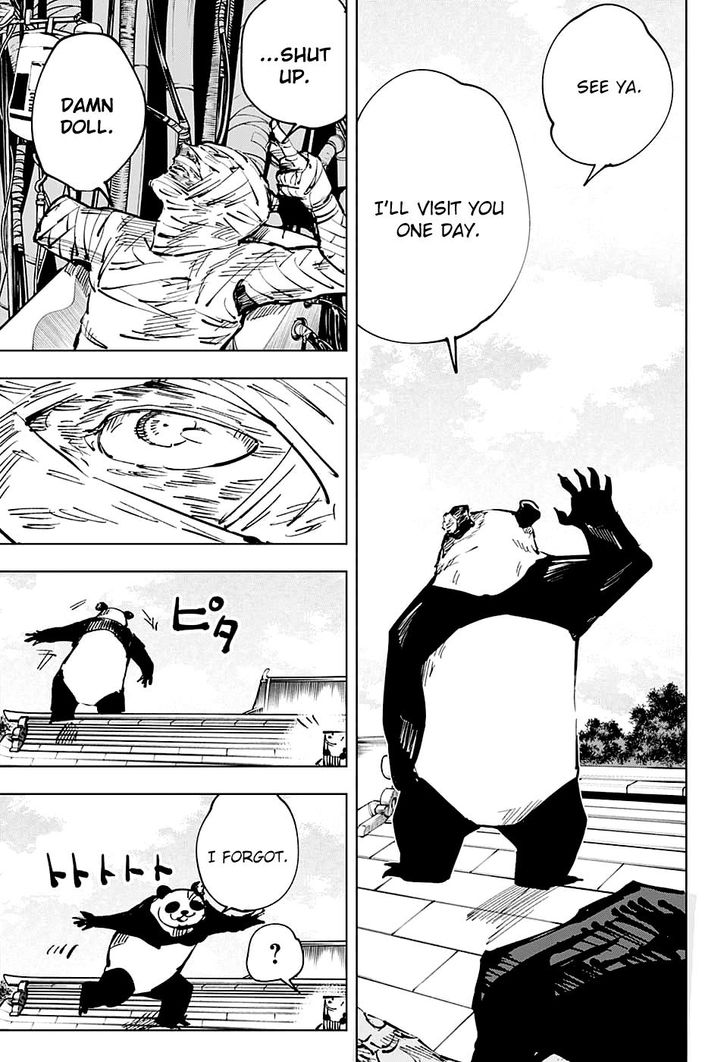 SEE YA.
I'LL VISIT YOU
ONE DAY.
...SHUT
UP.
DAMN
DOLL.
ピタ
I FORGOT.
トトトトト
?